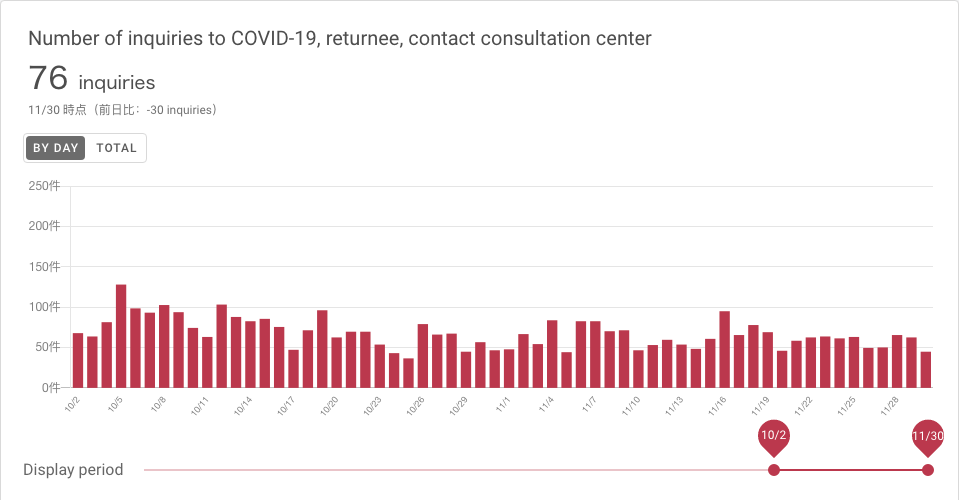 Number of inquiries to COVID-19, returnee, contact consultation center
76 inquiries
11/30 時点（前日比：-30 inquiries）
BY DAY TOTAL
250件
200件
150件
100件
50件
0件
10/2 10/5 10/8 10/11 10/14 10/17 10/20 10/23 10/26 10/29 11/1 11/4 11/7 11/10 11/13 11/16 11/19 11/22 11/25 11/28
10/2 11/30
Display period